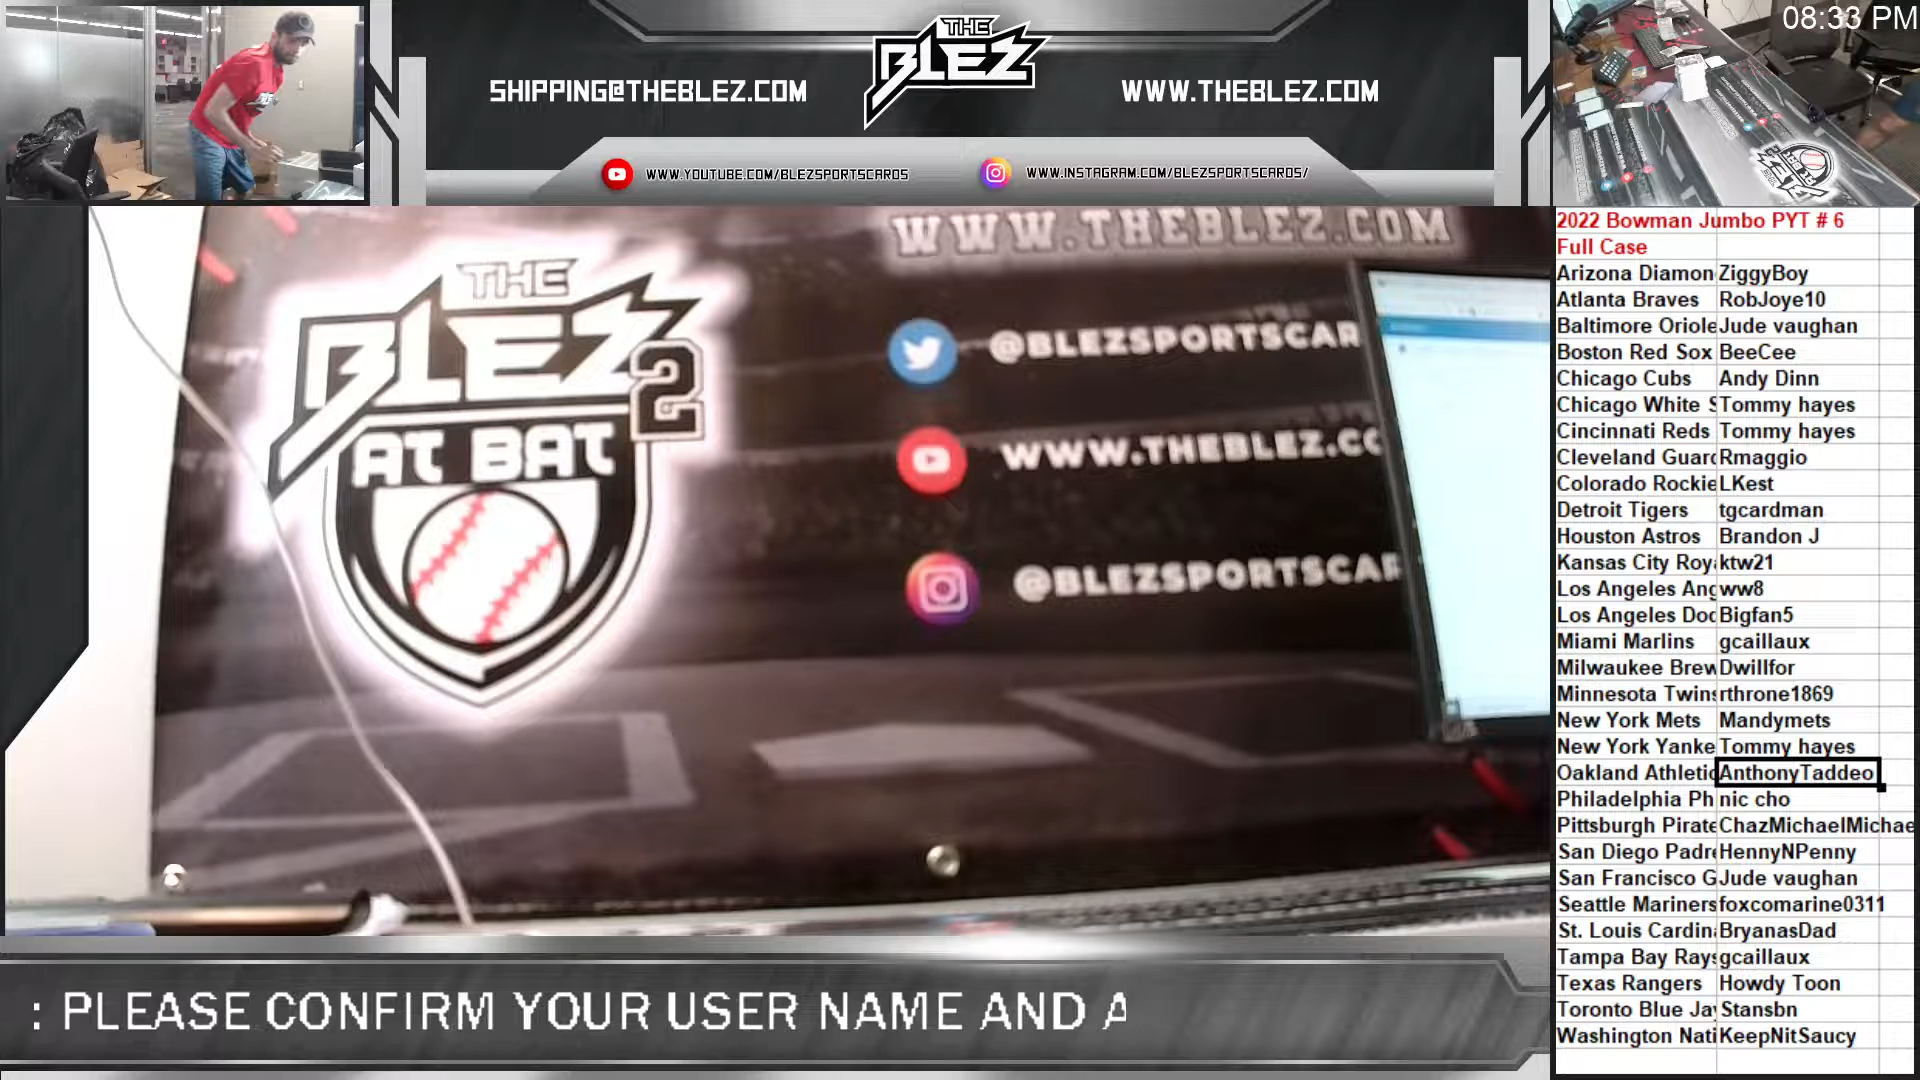 08:33 PM
THE
BLEZ
SHIPPING@THEBLEZ.COM
WWW.THEBLEZ.COM
WWW.YOUTUBE.COM/BLEZSPORTSCARDS
WWW.INSTAGRAM.COM/BLEZSPORTSCARDS/
WWW.THEBLEZ.COM
THE
BLEZ
2
AT BAT
@BLEZSPORTSCAR
WWW.THEBLEZ.CO
@BLEZSPORTSCAR
2022 Bowman Jumbo PYT # 6
Full Case
Arizona Diamon ZiggyBoy
Atlanta Braves RobJoye10
Baltimore Oriole Jude vaughan
Boston Red Sox BeeCee
Chicago Cubs Andy Dinn
Chicago White S Tommy hayes
Cincinnati Reds Tommy hayes
Cleveland Guard Rmaggio
Colorado Rockie LKest
Detroit Tigers tgcardman
Houston Astros Brandon J
Kansas City Roya ktw21
Los Angeles Ang ww8
Los Angeles Dod Bigfan5
Miami Marlins gcaillaux
Milwaukee Brew Dwillfor
Minnesota Twins rthrone1869
New York Mets Mandymets
New York Yanke Tommy hayes
Oakland Athletic AnthonyTaddeo
Philadelphia Ph nic cho
Pittsburgh Pirate ChazMichaelMichae
San Diego Padre HennyNPenny
San Francisco G Jude vaughan
Seattle Mariners foxcomarine0311
St. Louis Cardina BryanasDad
Tampa Bay Rays gcaillaux
Texas Rangers Howdy Toon
Toronto Blue Jay Stansbn
Washington Nati KeepNitSaucy
: PLEASE CONFIRM YOUR USER NAME AND A